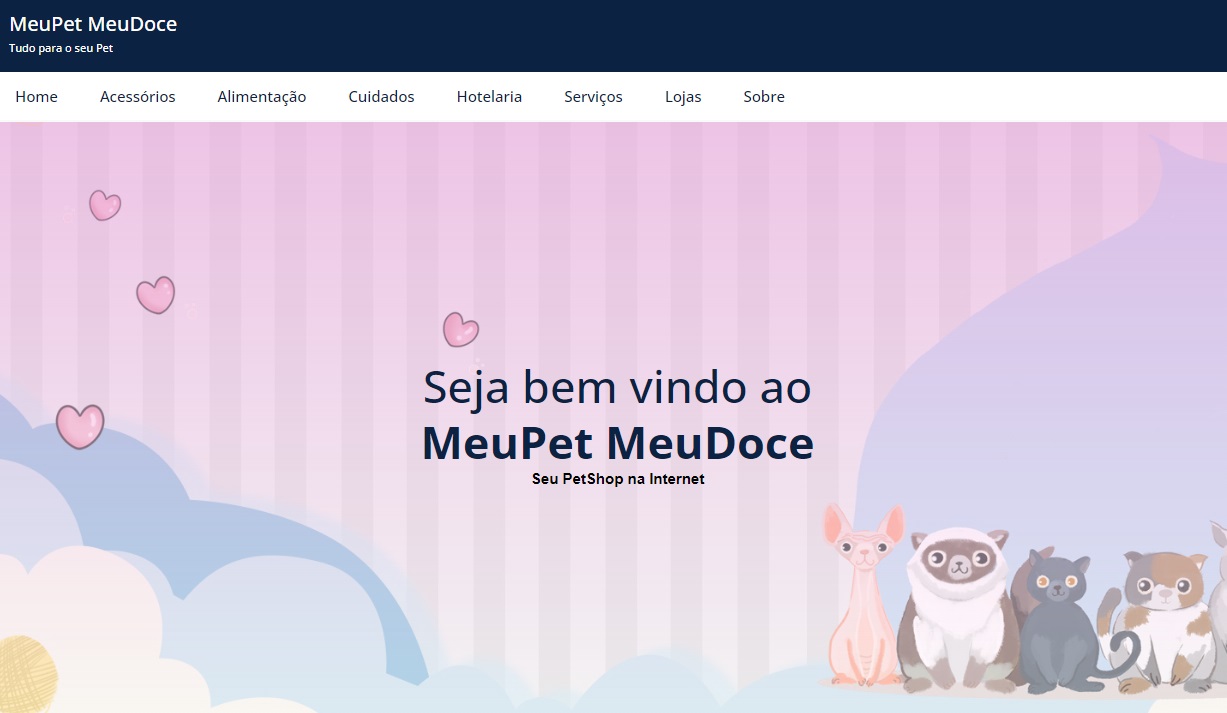 MeuPet MeuDoce
Tudo para o seu Pet
Home Acessórios Alimentação Cuidados Hotelaria Serviços Lojas Sobre
Seja bem vindo ao
MeuPet MeuDoce
Seu PetShop na Internet